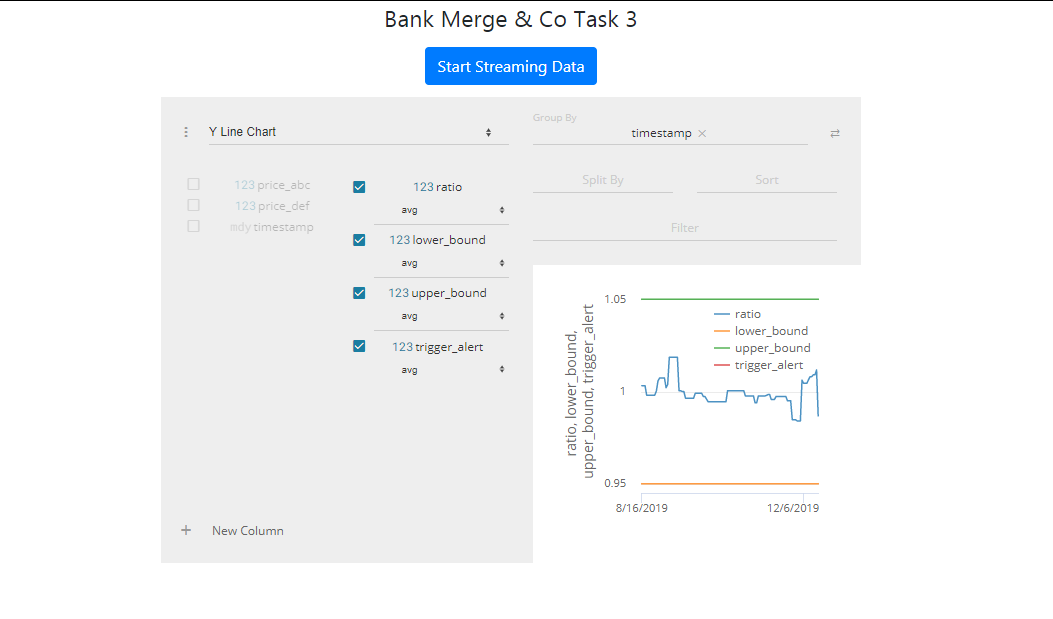 Bank Merge & Co Task 3
Start Streaming Data
Y Line Chart
Group By
timestamp ×
Split By
Sort
Filter
123 price_abc
123 price_def
mdy timestamp
123 ratio
avg
123 lower_bound
avg
123 upper_bound
avg
123 trigger_alert
avg
+ New Column
ratio, lower_bound,
upper_bound, trigger_alert
1.05
1
0.95
ratio
lower_bound
upper_bound
trigger_alert
8/16/2019
12/6/2019